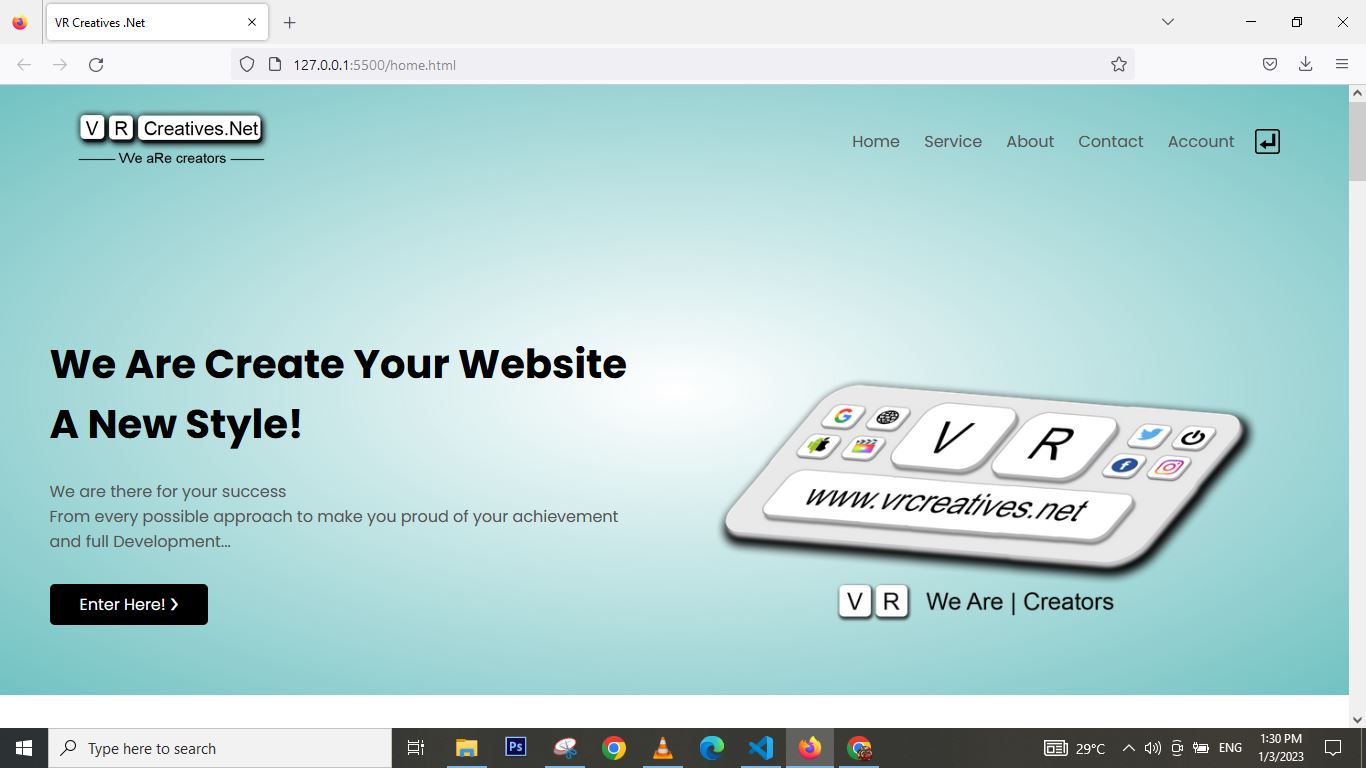 VR Creatives .Net
127.0.0.1:5500/home.html
V R Creatives.Net
We aRe creators
Home Service About Contact Account
We Are Create Your Website
A New Style!
We are there for your success
From every possible approach to make you proud of your achievement
and full Development...
Enter Here! ❯
G
V R
f
www.vrcreatives.net
V R We Are | Creators
Type here to search
Ps
29°C
ENG
1:30 PM
1/3/2023